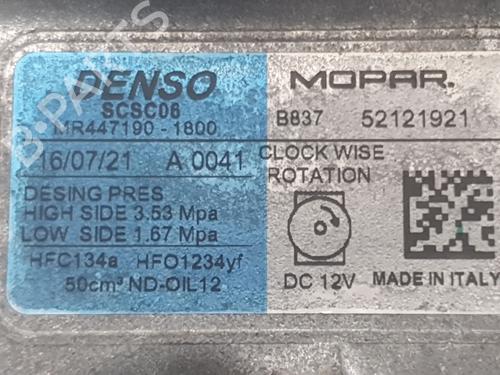 DENSO
SCSC06
MR447190-1800
16/07/21 A 0041
DESING PRES
HIGH SIDE 3.53 Mpa
LOW SIDE 1.67 Mpa
HFC134a HFO1234yf
50cm³ ND-OIL12
MOPAR.
B837 52121921
CLOCK WISE
ROTATION
DC 12V
MADE IN ITALY
B-PARTS